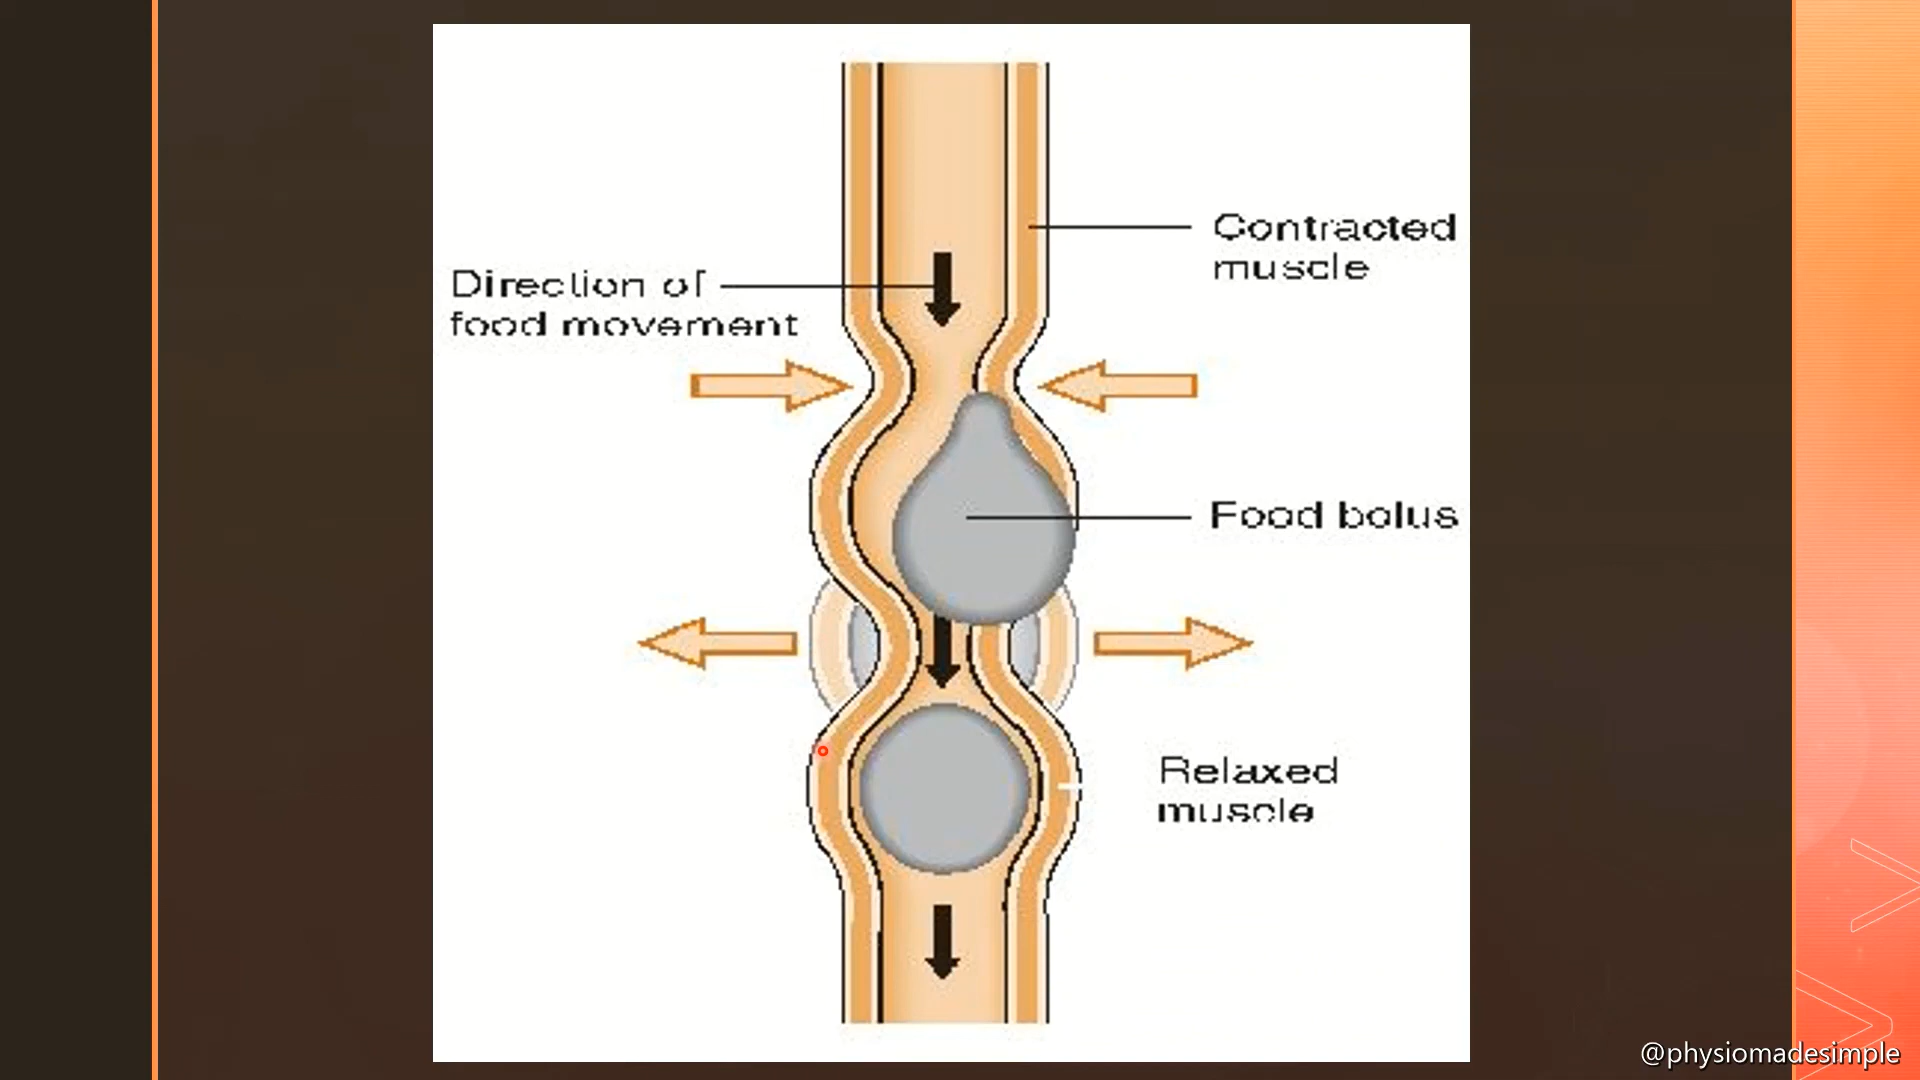 Contracted
muscle
Direction of
food movement
Food bolus
Relaxed
muscle
@physiomadesimple